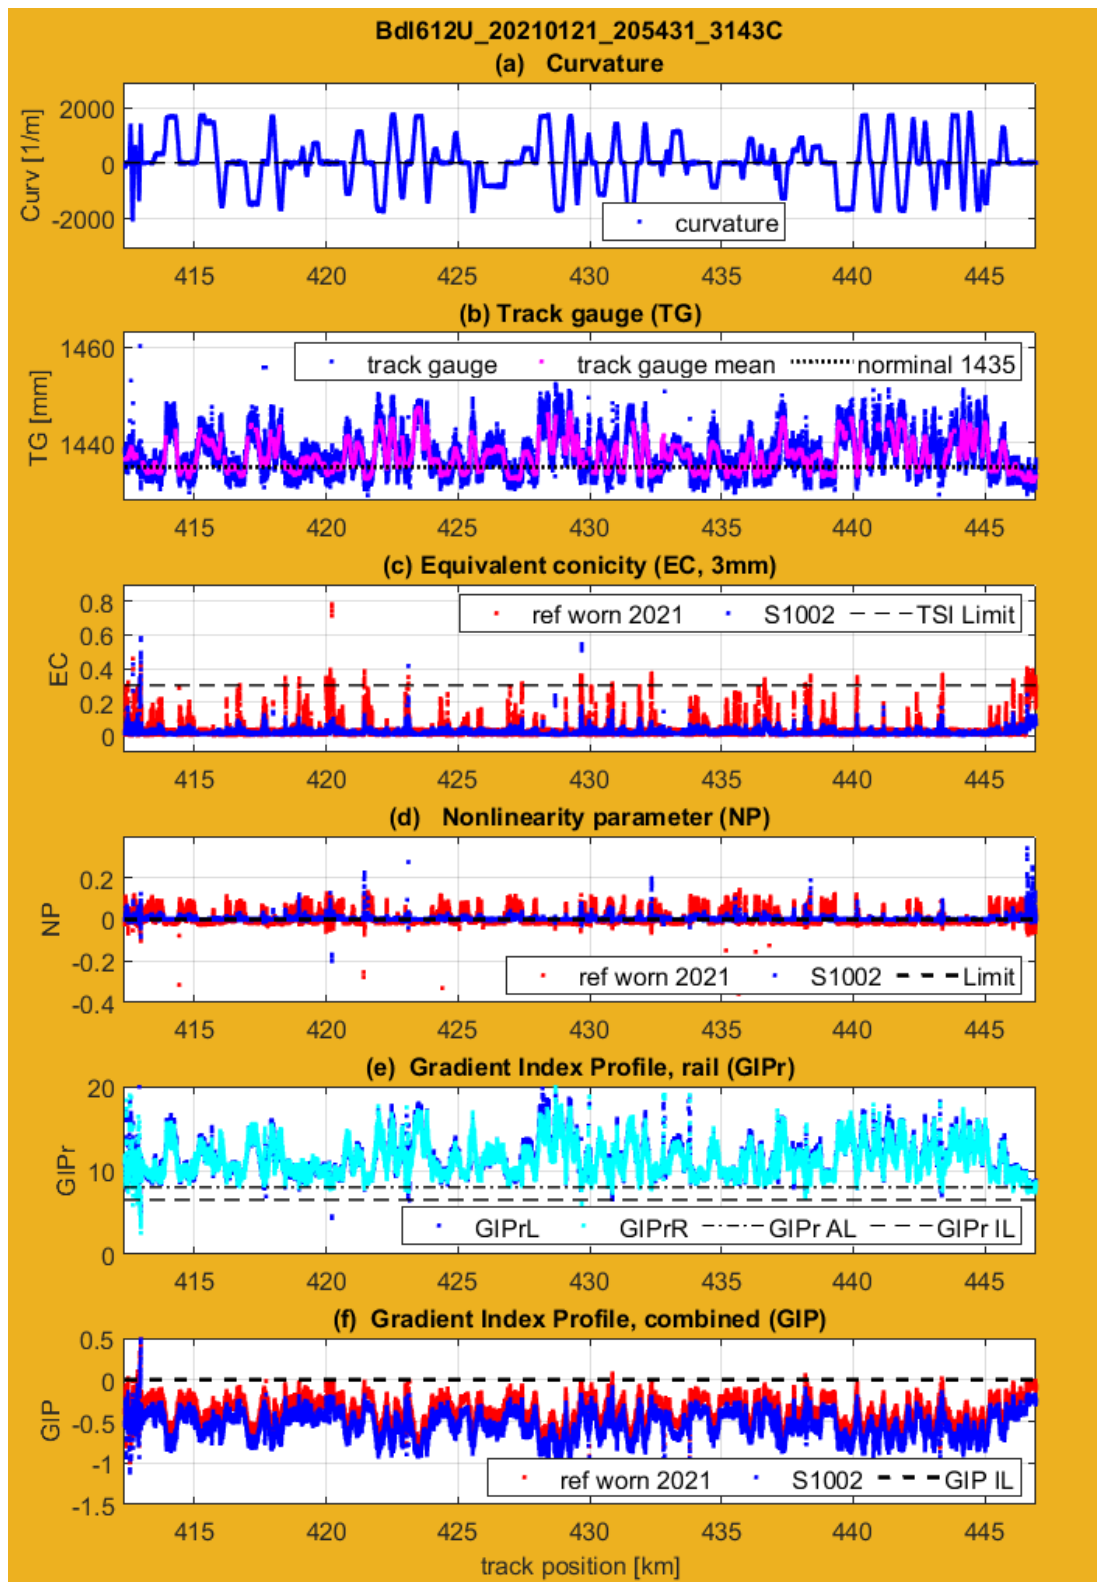 Bdl612U_20210121_205431_3143C
(a) Curvature
Curv [1/m]
2000
0
-2000
curvature
415 420 425 430 435 440 445
(b) Track gauge (TG)
TG [mm]
1460
1440
track gauge track gauge mean norminal 1435
415 420 425 430 435 440 445
(c) Equivalent conicity (EC, 3mm)
EC
0.8
0.6
0.4
0.2
0
ref worn 2021 S1002 TSI Limit
415 420 425 430 435 440 445
(d) Nonlinearity parameter (NP)
NP
0.2
0
-0.2
-0.4
ref worn 2021 S1002 Limit
415 420 425 430 435 440 445
(e) Gradient Index Profile, rail (GIPr)
GIPr
20
10
0
GIPrL GIPrR GIPr AL GIPr IL
415 420 425 430 435 440 445
(f) Gradient Index Profile, combined (GIP)
GIP
0.5
0
-0.5
-1
-1.5
ref worn 2021 S1002 GIP IL
415 420 425 430 435 440 445
track position [km]